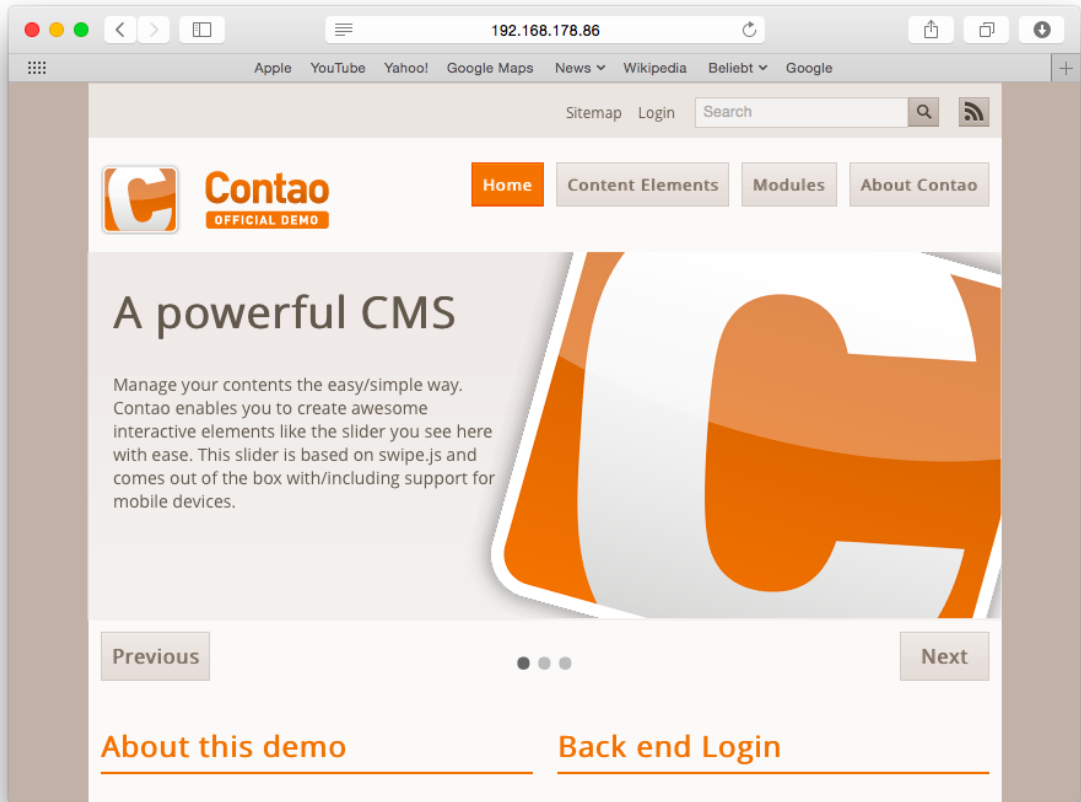 192.168.178.86
Apple YouTube Yahoo! Google Maps News Wikipedia Beliebt Google
Sitemap Login Search
Contao
OFFICIAL DEMO
Home Content Elements Modules About Contao
A powerful CMS
Manage your contents the easy/simple way.
Contao enables you to create awesome
interactive elements like the slider you see here
with ease. This slider is based on swipe.js and
comes out of the box with/including support for
mobile devices.
Previous Next
About this demo Back end Login